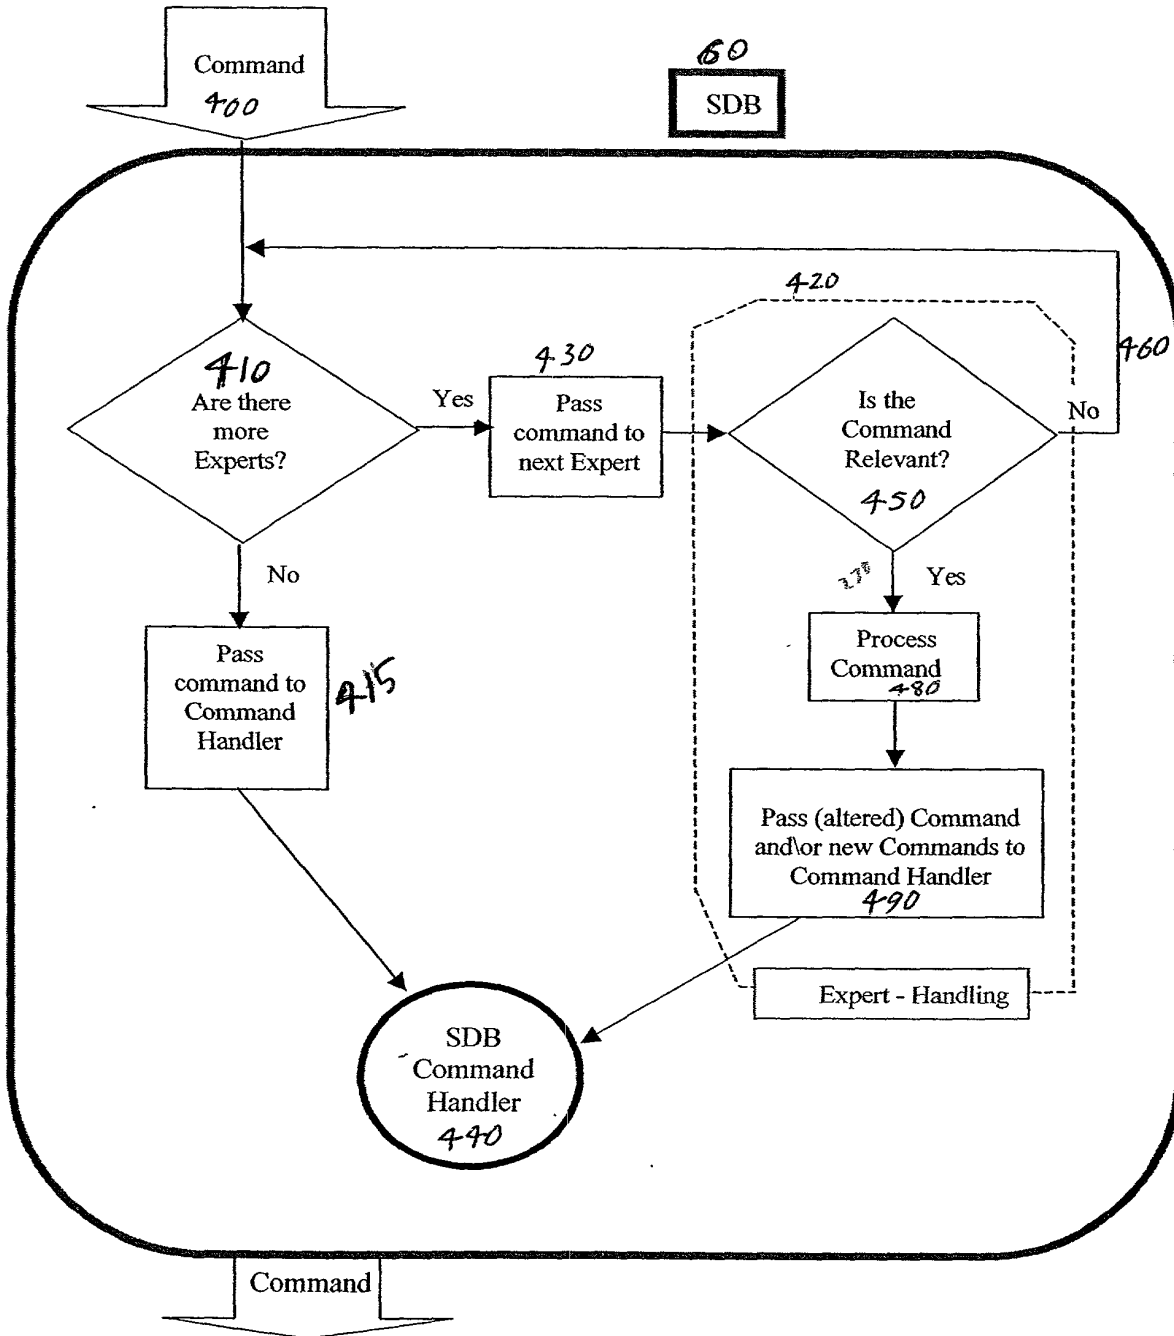 Command
400
60
SDB
420
460
410
Are there
more
Experts?
Yes
430
Pass
command to
next Expert
Is the
Command
Relevant?
450
No
No
Yes
Pass
command to
Command
Handler
415
Process
Command
480
Pass (altered) Command
and\or new Commands to
Command Handler
490
Expert - Handling
SDB
Command
Handler
440
Command